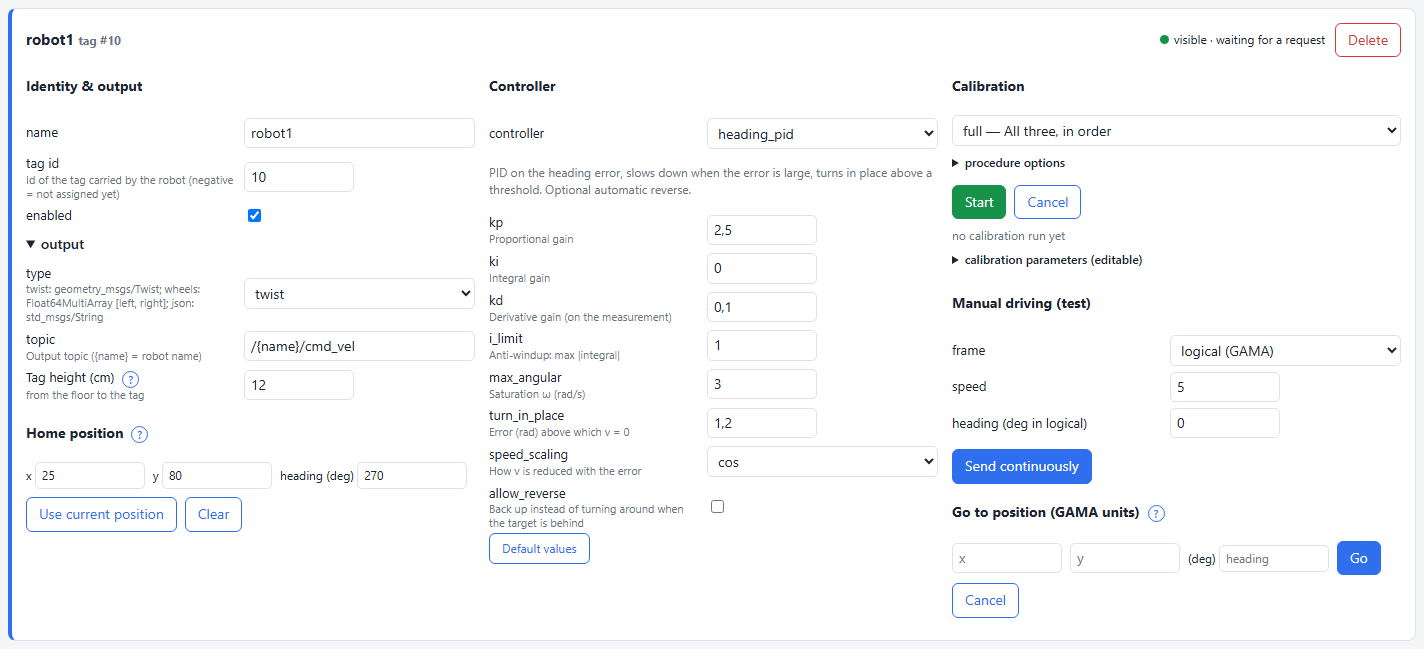 robot1 tag #10
visible · waiting for a request
Delete
Identity & output
name
robot1
tag id
Id of the tag carried by the robot (negative
= not assigned yet)
10
enabled
output
type
twist: geometry_msgs/Twist; wheels:
Float64MultiArray [left, right]; json:
std_msgs/String
twist
topic
Output topic ({name} = robot name)
/{name}/cmd_vel
Tag height (cm) ?
from the floor to the tag
12
Home position ?
x 25 y 80 heading (deg) 270
Use current position Clear
Controller
controller
heading_pid
PID on the heading error, slows down when the error is large, turns in place above a
threshold. Optional automatic reverse.
kp
Proportional gain
2,5
ki
Integral gain
0
kd
Derivative gain (on the measurement)
0,1
i_limit
Anti-windup: max |integral|
1
max_angular
Saturation ω (rad/s)
3
turn_in_place
Error (rad) above which v = 0
1,2
speed_scaling
How v is reduced with the error
cos
allow_reverse
Back up instead of turning around when
the target is behind
Default values
Calibration
full — All three, in order
procedure options
Start Cancel
no calibration run yet
calibration parameters (editable)
Manual driving (test)
frame
logical (GAMA)
speed
5
heading (deg in logical)
0
Send continuously
Go to position (GAMA units) ?
x y (deg) heading Go
Cancel